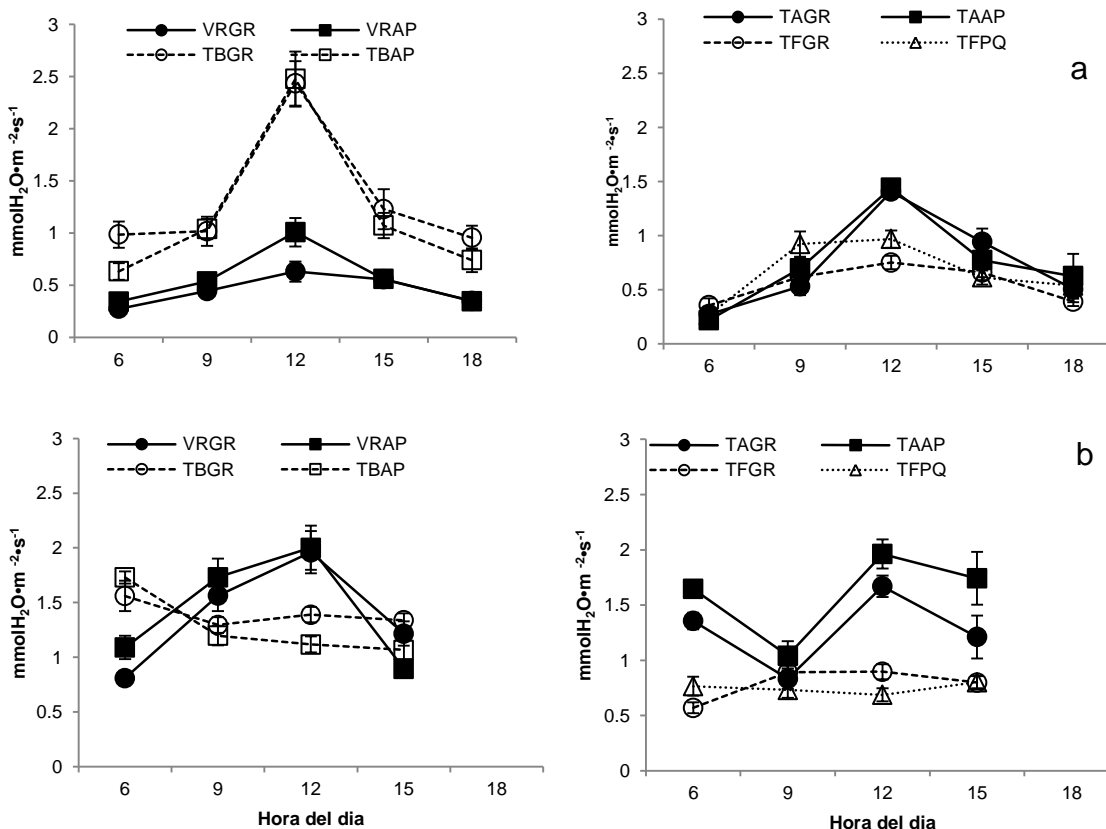 VRGR VRAP
TBGR TBAP
mmolH₂O•m ⁻²•s⁻¹
3
2.5
2
1.5
1
0.5
0
6 9 12 15 18
TAGR TAAP
TFGR TFPQ
a
mmolH₂O•m ⁻²•s⁻¹
3
2.5
2
1.5
1
0.5
0
6 9 12 15 18
VRGR VRAP
TBGR TBAP
mmolH₂O•m ⁻²•s⁻¹
3
2.5
2
1.5
1
0.5
0
6 9 12 15 18
Hora del dia
TAGR TAAP
TFGR TFPQ
b
mmolH₂O•m ⁻²•s⁻¹
3
2.5
2
1.5
1
0.5
0
6 9 12 15 18
Hora del dia